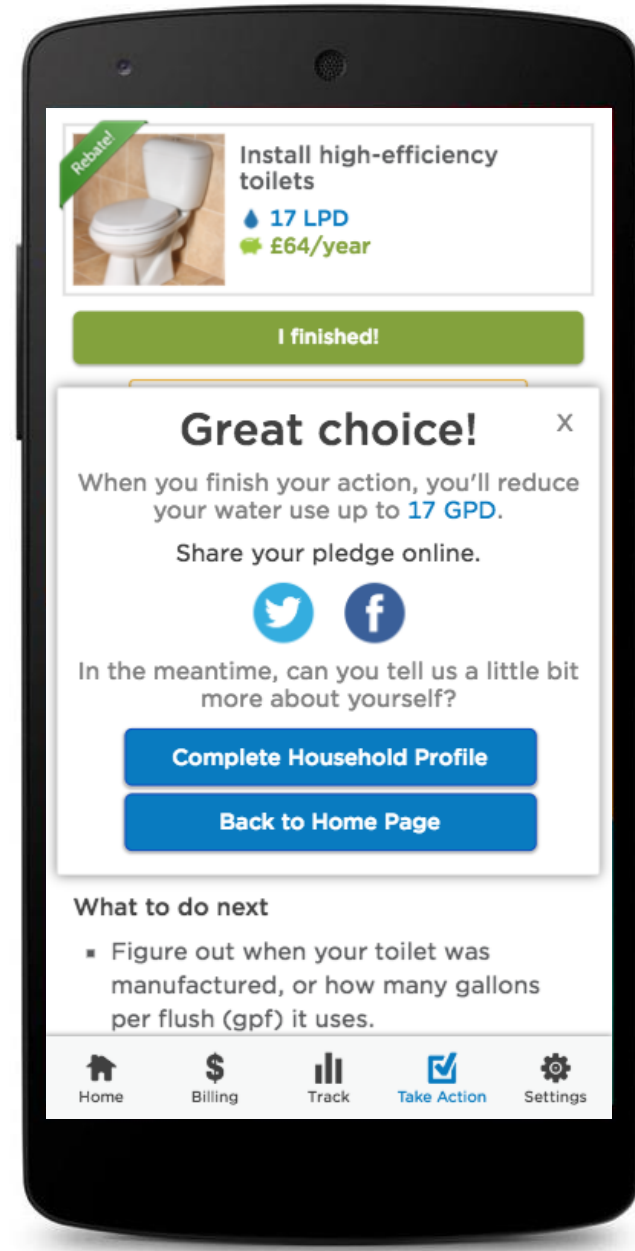 Rebate!
Install high-efficiency
toilets
17 LPD
£64/year
I finished!
Great choice!
X
When you finish your action, you'll reduce
your water use up to 17 GPD.
Share your pledge online.
In the meantime, can you tell us a little bit
more about yourself?
Complete Household Profile
Back to Home Page
What to do next
▪ Figure out when your toilet was
manufactured, or how many gallons
per flush (gpf) it uses.
Home
Billing
Track
Take Action
Settings